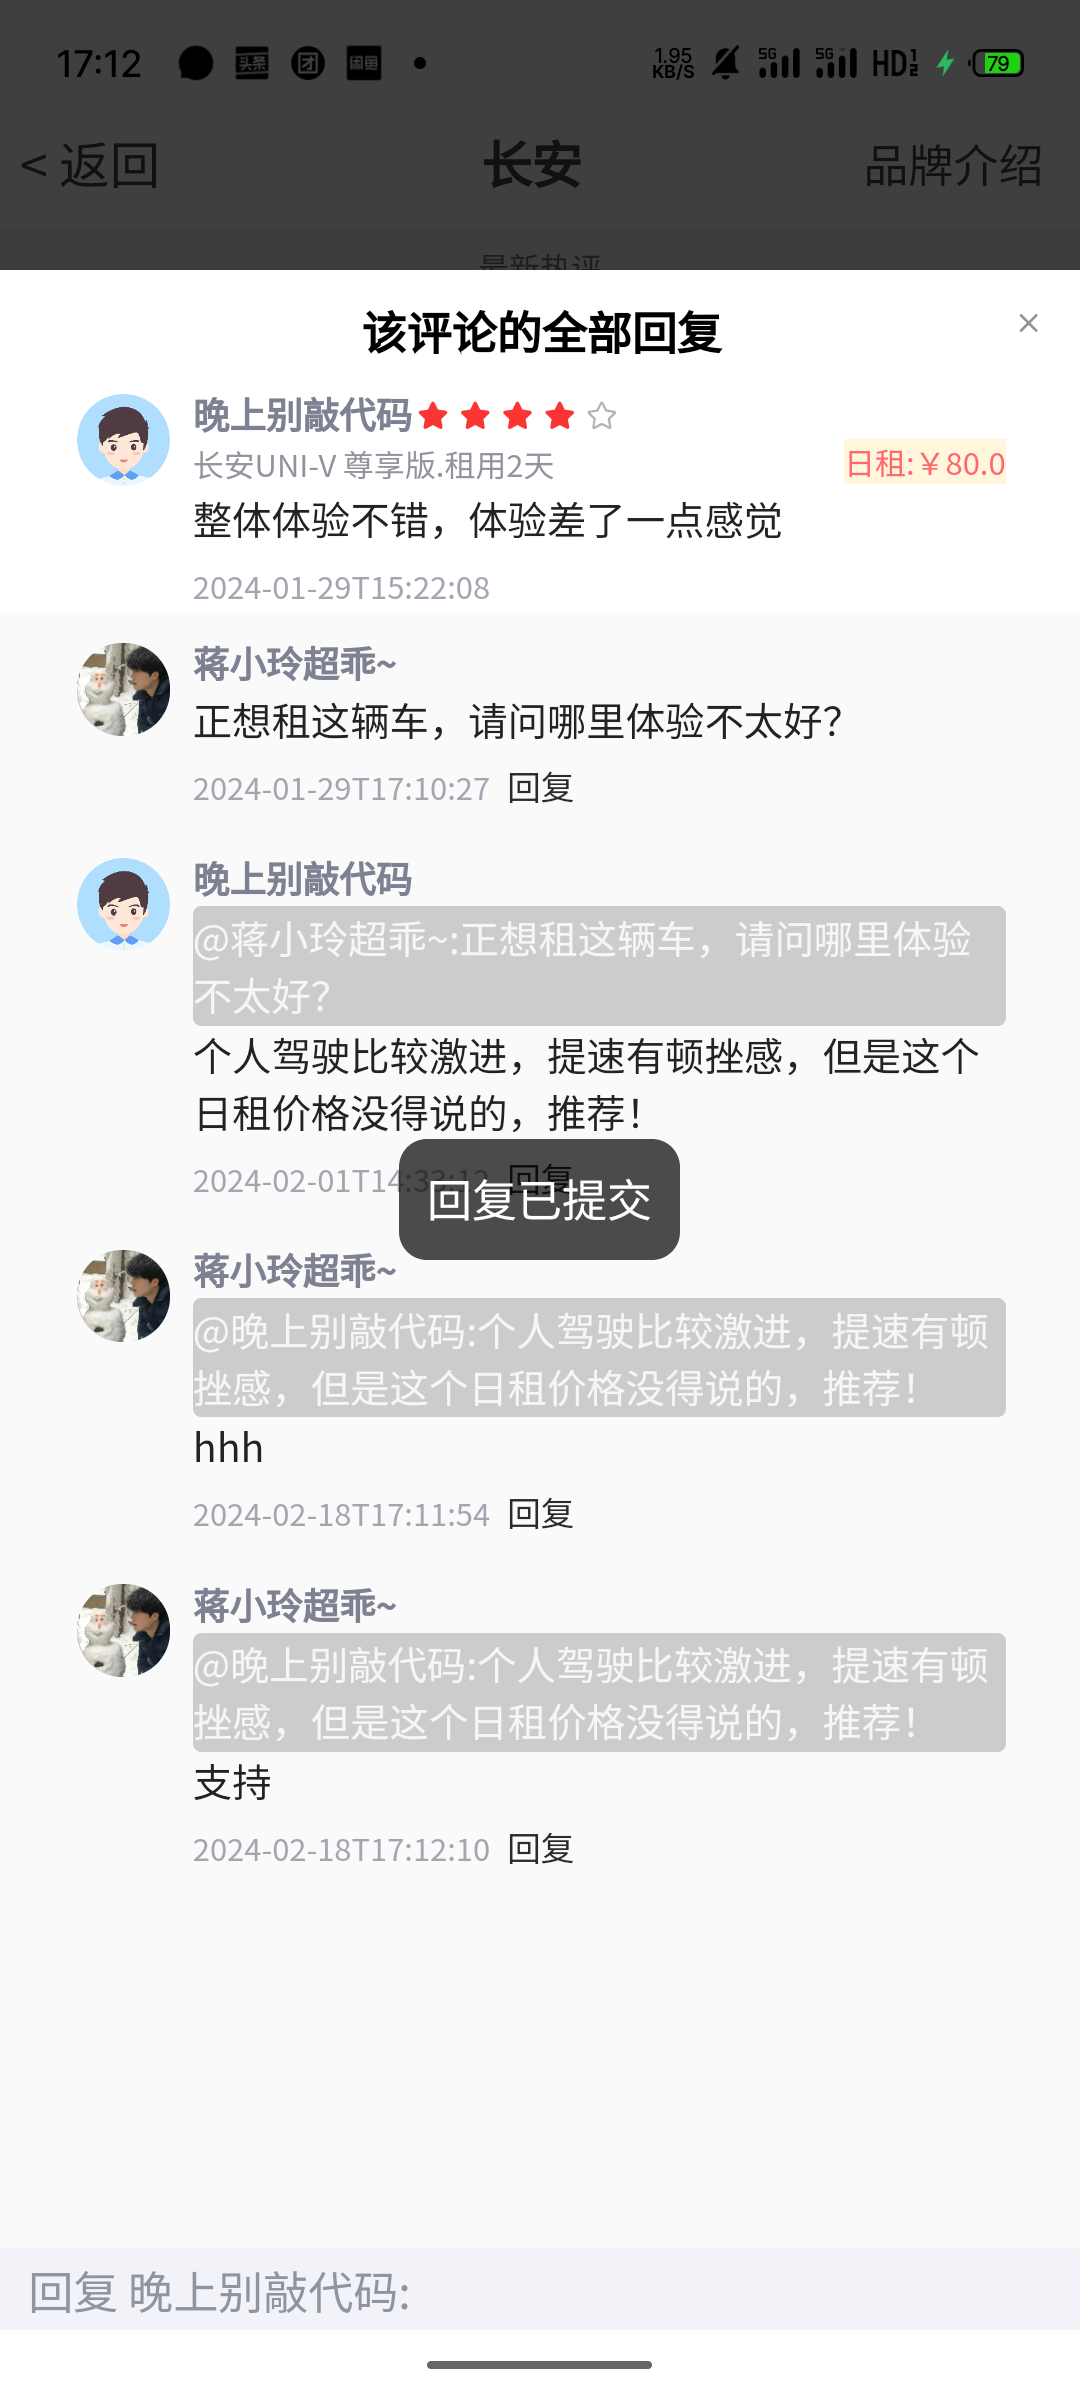 17:12
头条
团
闲鱼
1.95
KB/S
5G
5G
HD
1
2
79
< 返回
长安
品牌介绍
最新热评
该评论的全部回复
×
晚上别敲代码
长安UNI-V 尊享版.租用2天
日租:￥80.0
整体体验不错，体验差了一点感觉
2024-01-29T15:22:08
蒋小玲超乖~
正想租这辆车，请问哪里体验不太好？
2024-01-29T17:10:27 回复
晚上别敲代码
@蒋小玲超乖~:正想租这辆车，请问哪里体验
不太好？
个人驾驶比较激进，提速有顿挫感，但是这个
日租价格没得说的，推荐！
2024-02-01T14:33:12 回复
回复已提交
蒋小玲超乖~
@晚上别敲代码:个人驾驶比较激进，提速有顿
挫感，但是这个日租价格没得说的，推荐！
hhh
2024-02-18T17:11:54 回复
蒋小玲超乖~
@晚上别敲代码:个人驾驶比较激进，提速有顿
挫感，但是这个日租价格没得说的，推荐！
支持
2024-02-18T17:12:10 回复
回复 晚上别敲代码: